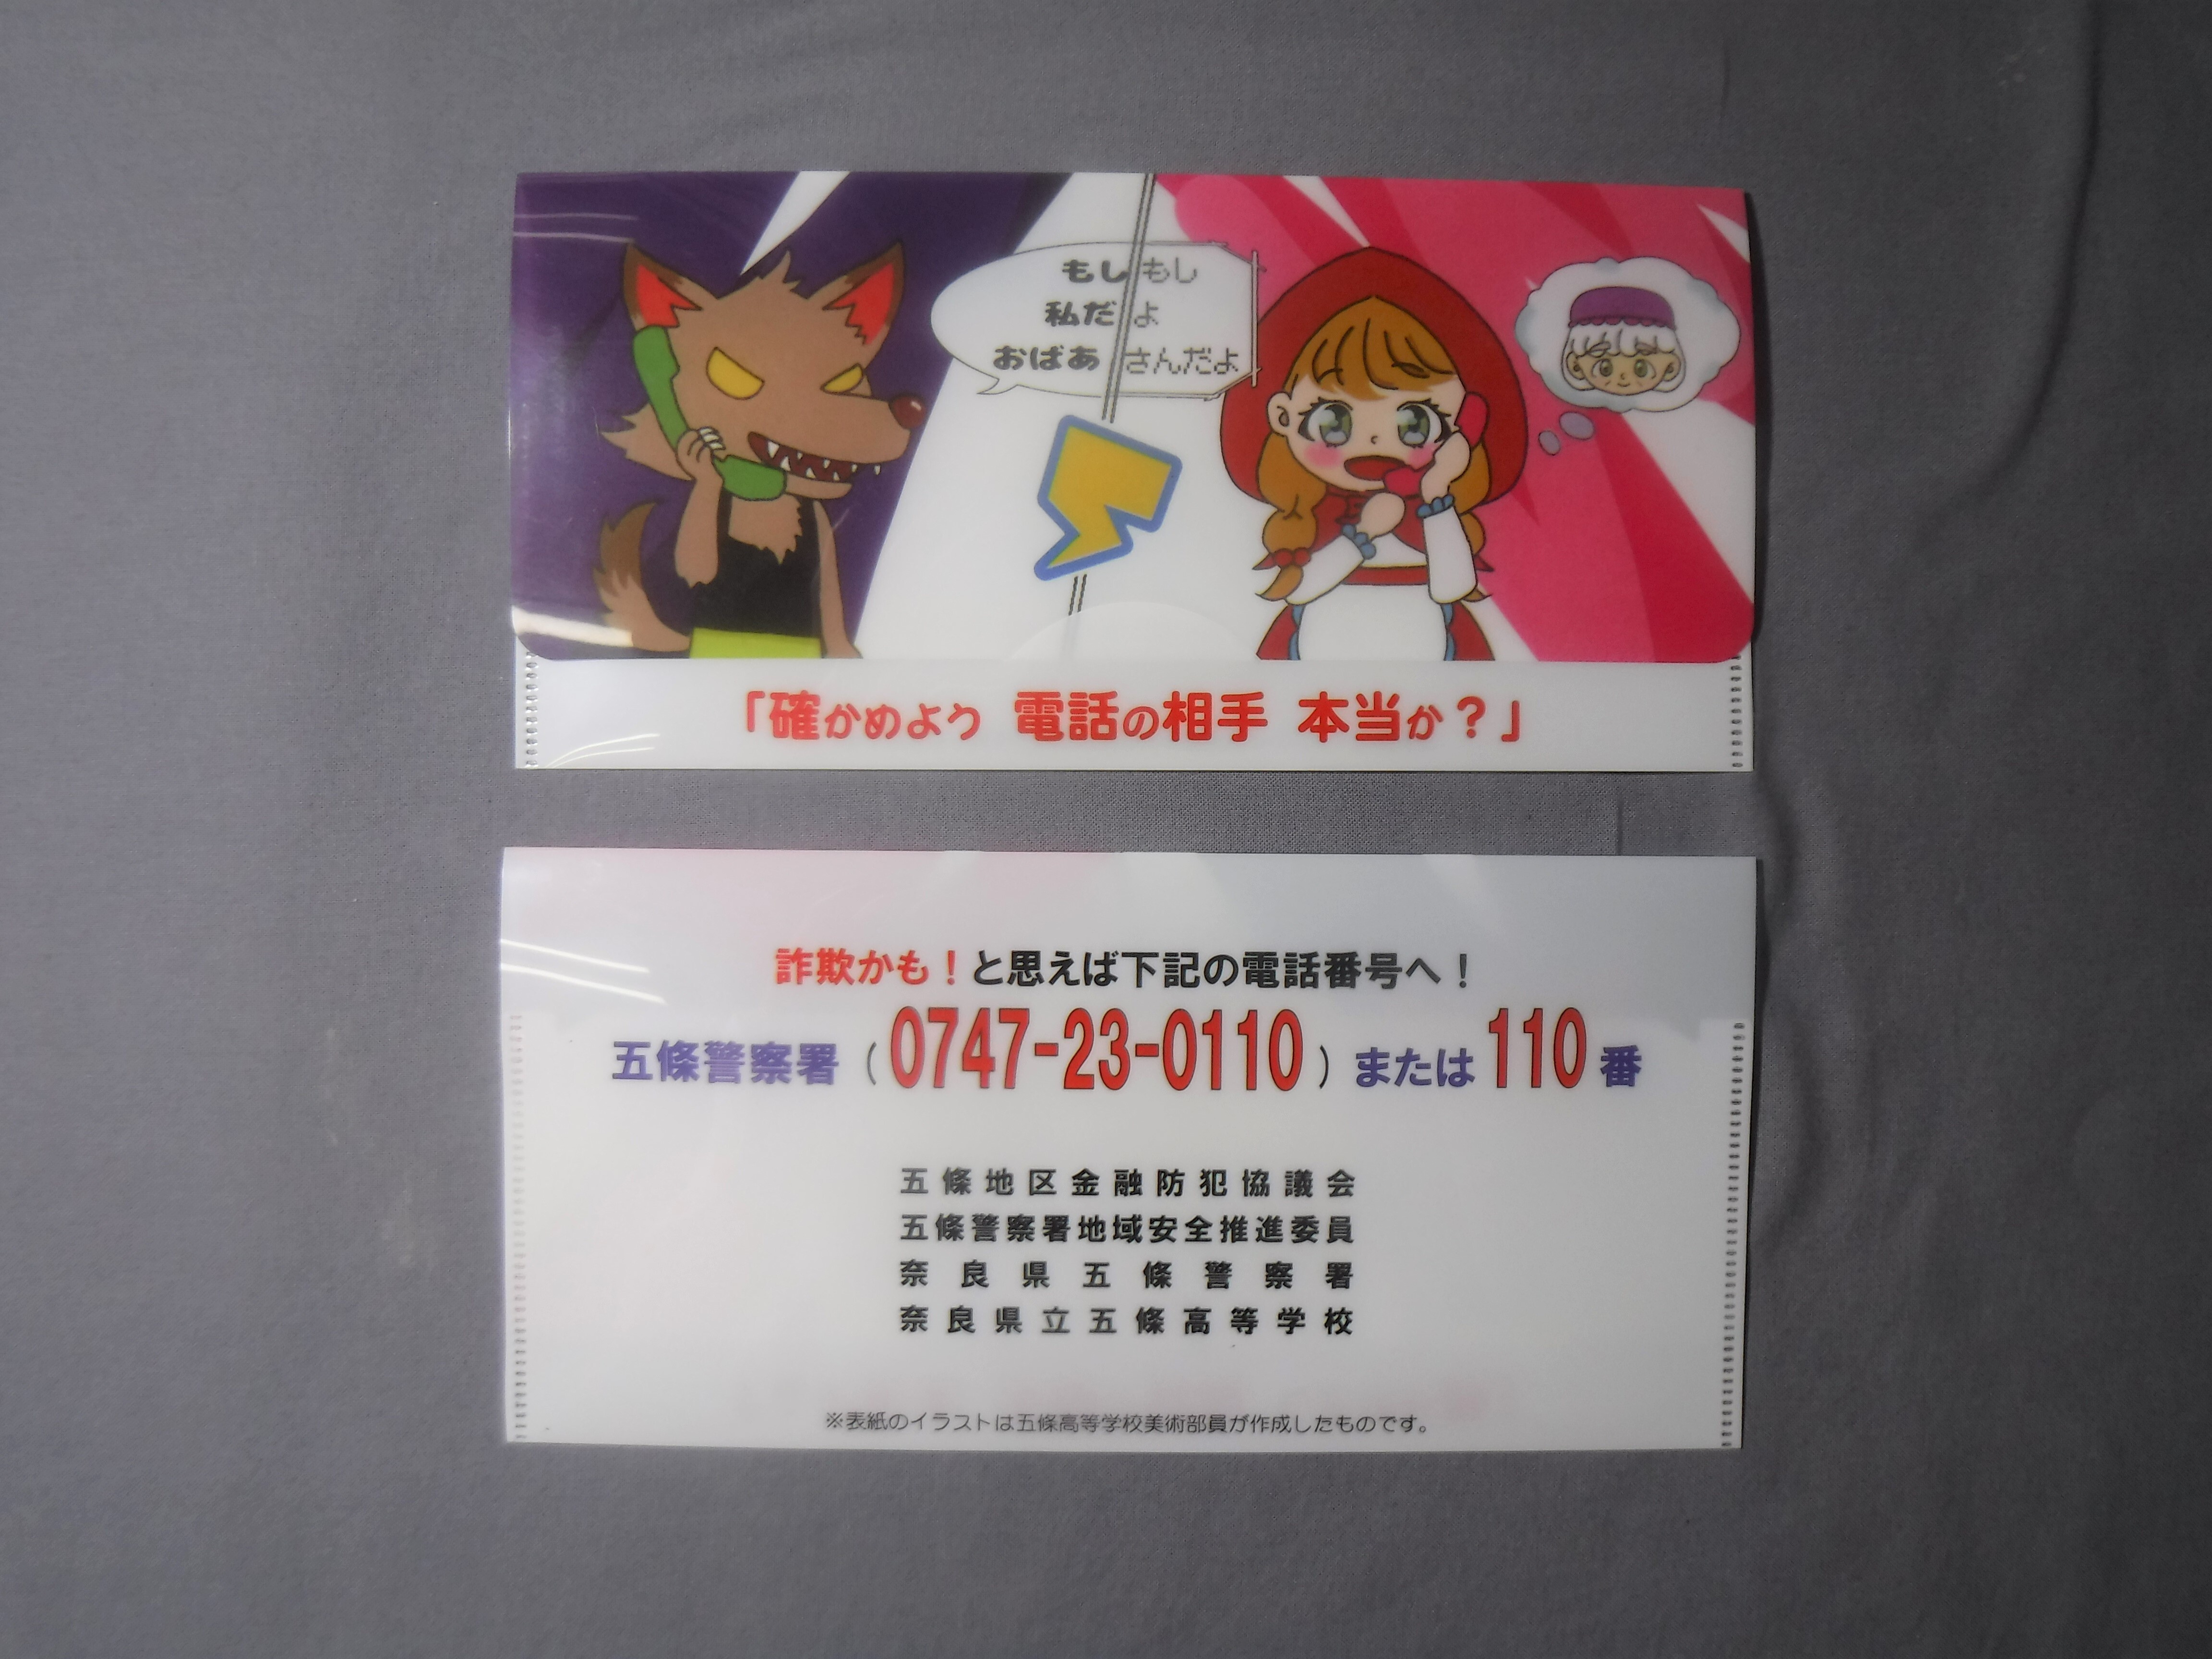 もしもし
私だよ
おばあさんだよ
「確かめよう 電話の相手 本当か？」
詐欺かも！と思えば下記の電話番号へ！
五條警察署（0747-23-0110）または110番
五條地区金融防犯協議会
五條警察署地域安全推進委員
奈良県五條警察署
奈良県立五條高等学校
※表紙のイラストは五條高等学校美術部員が作成したものです。